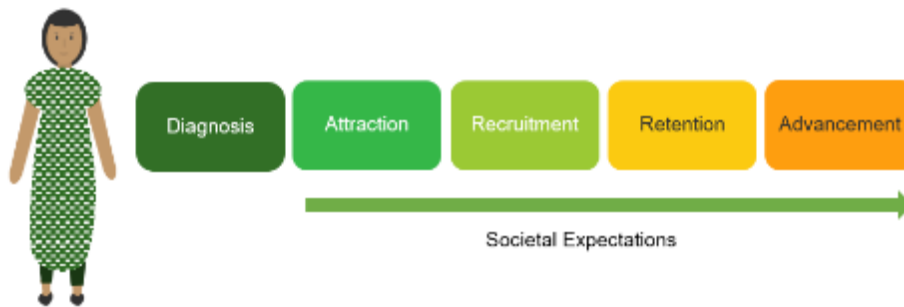 Diagnosis
Attraction
Recruitment
Retention
Advancement
Societal Expectations